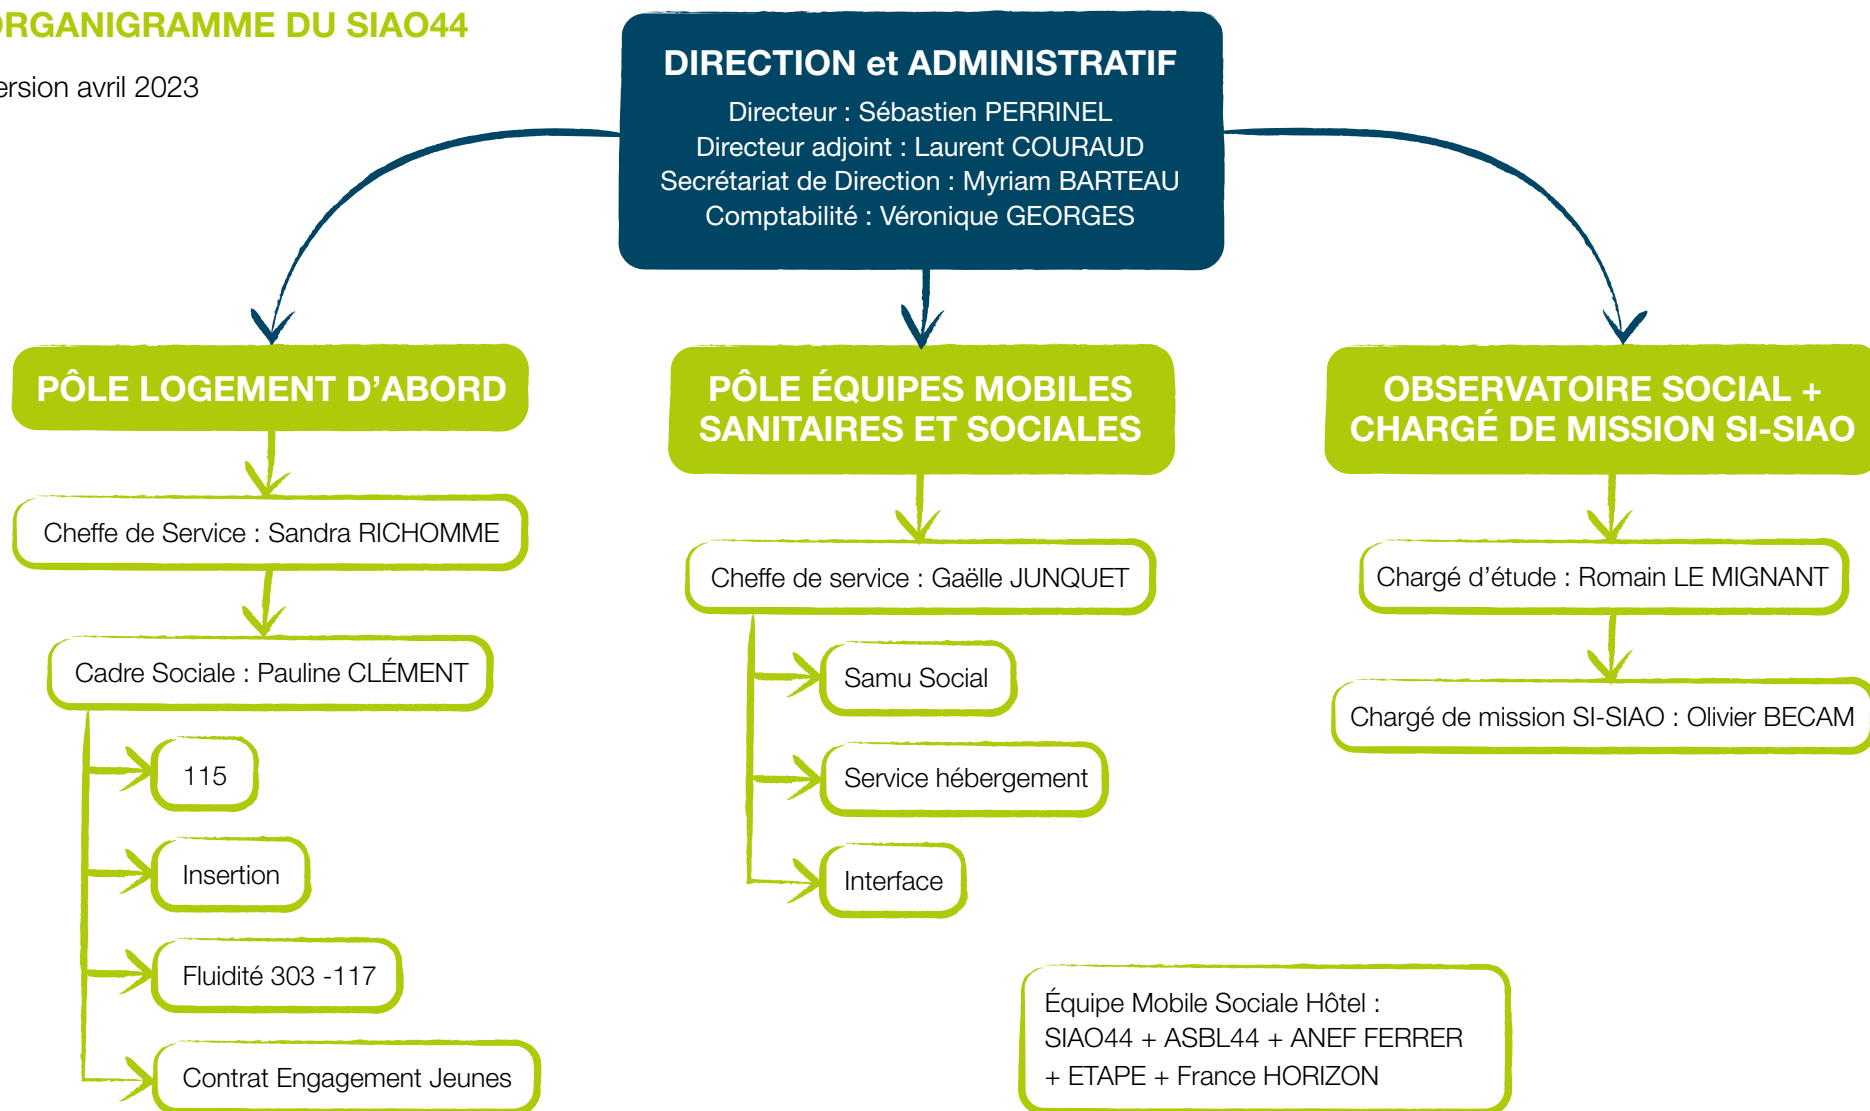 ORGANIGRAMME DU SIAO44
ersion avril 2023
DIRECTION et ADMINISTRATIF
Directeur : Sébastien PERRINEL
Directeur adjoint : Laurent COURAUD
Secrétariat de Direction : Myriam BARTEAU
Comptabilité : Véronique GEORGES
PÔLE LOGEMENT D’ABORD
Cheffe de Service : Sandra RICHOMME
Cadre Sociale : Pauline CLÉMENT
115
Insertion
Fluidité 303 -117
Contrat Engagement Jeunes
PÔLE ÉQUIPES MOBILES
SANITAIRES ET SOCIALES
Cheffe de service : Gaëlle JUNQUET
Samu Social
Service hébergement
Interface
OBSERVATOIRE SOCIAL +
CHARGÉ DE MISSION SI-SIAO
Chargé d’étude : Romain LE MIGNANT
Chargé de mission SI-SIAO : Olivier BECAM
Équipe Mobile Sociale Hôtel :
SIAO44 + ASBL44 + ANEF FERRER
+ ETAPE + France HORIZON